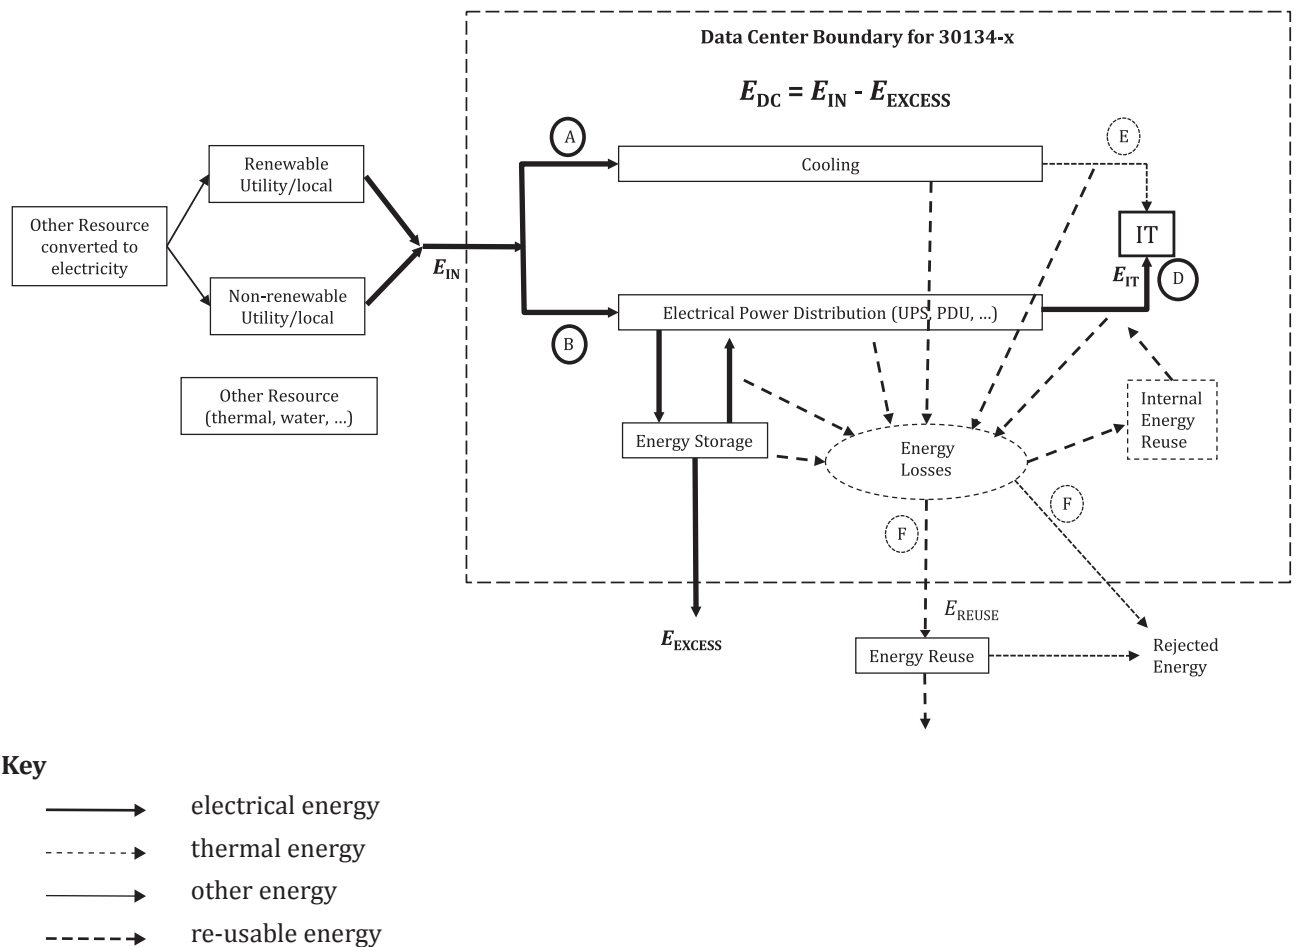 Data Center Boundary for 30134-x
E_DC = E_IN - E_EXCESS
A
E
Cooling
Renewable
Utility/local
Other Resource
converted to
electricity
IT
E_IN
E_IT
D
Non-renewable
Utility/local
Electrical Power Distribution (UPS, PDU, ...)
B
Other Resource
(thermal, water, ...)
Internal
Energy
Reuse
Energy Storage
Energy
Losses
F
F
E_REUSE
E_EXCESS
Energy Reuse
Rejected
Energy
Key
electrical energy
thermal energy
other energy
re-usable energy